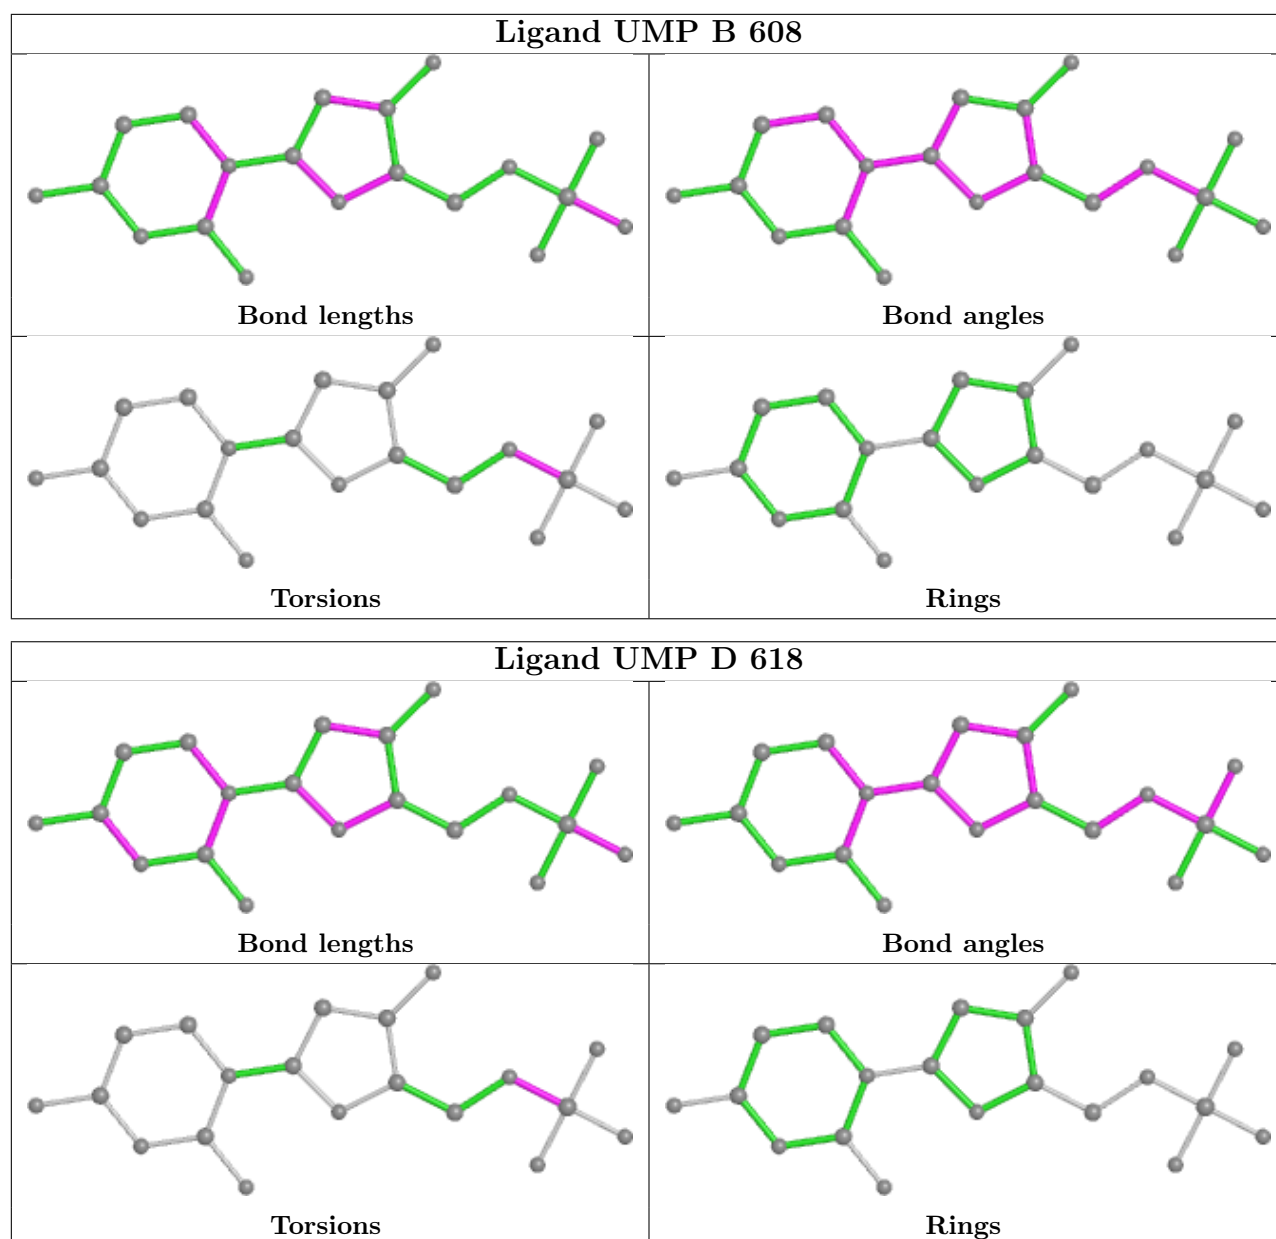 Ligand UMP B 608
Bond lengths
Bond angles
Torsions
Rings
Ligand UMP D 618
Bond lengths
Bond angles
Torsions
Rings